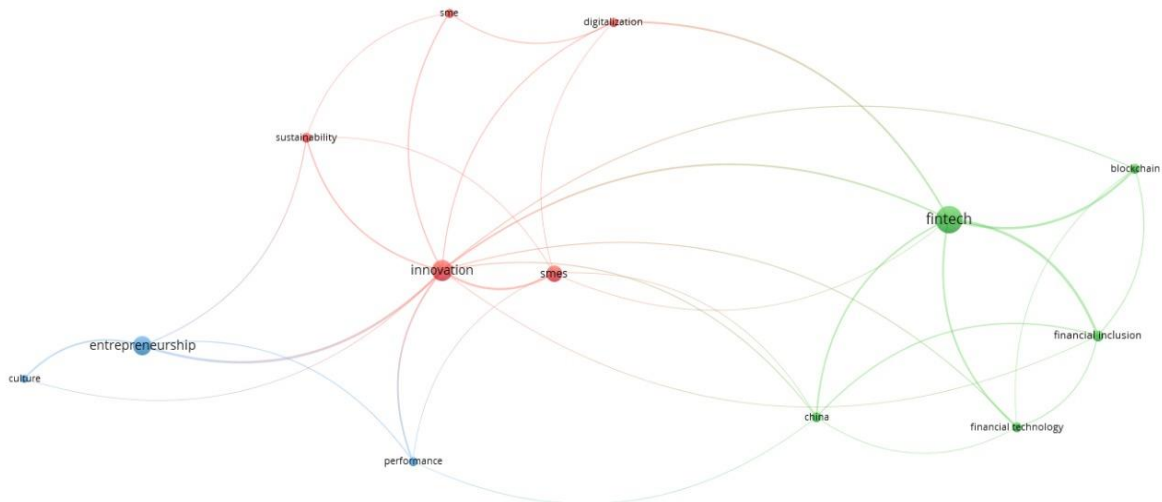 sme
digitalization
sustainability
blockchain
fintech
innovation
smes
entrepreneurship
financial inclusion
culture
china
financial technology
performance